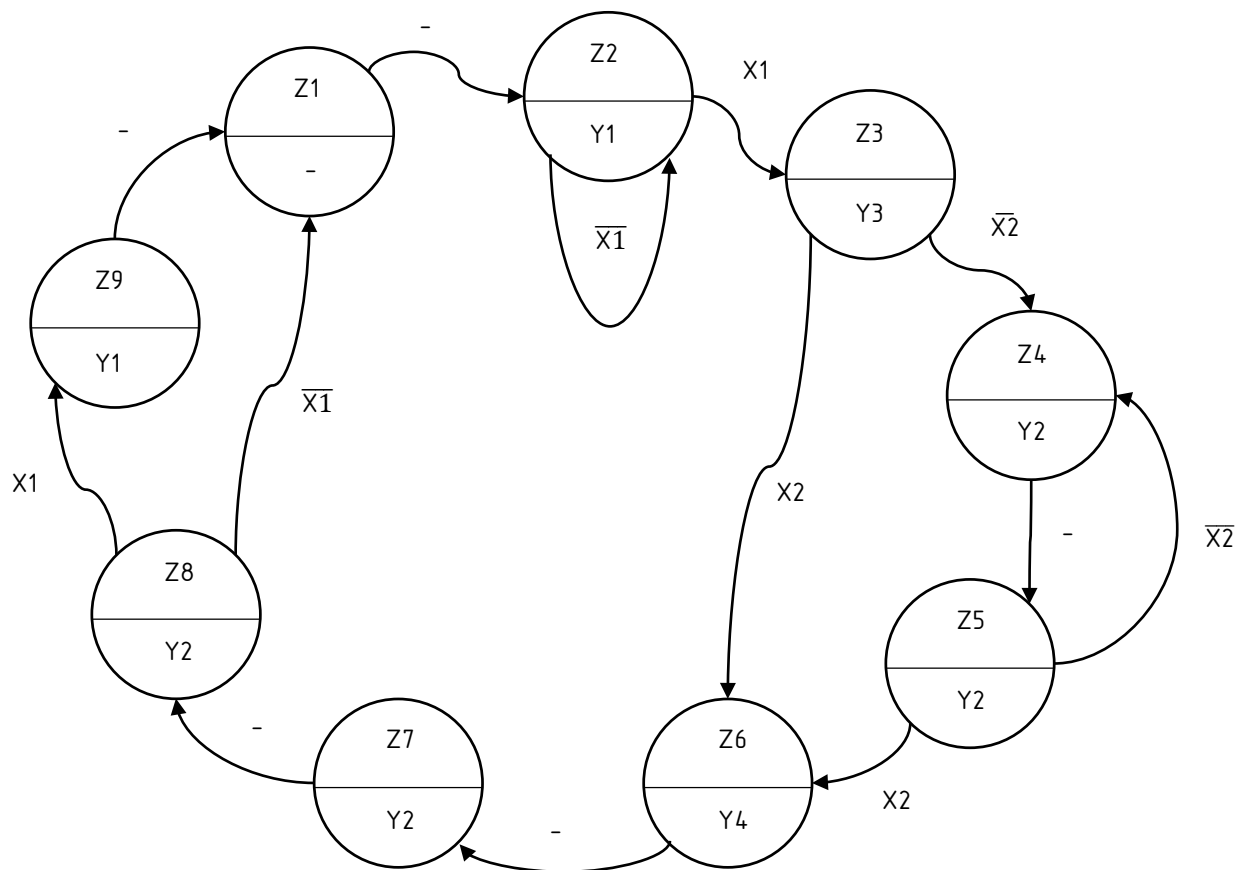 -
Z2
Y1
X̅1̅
X1
Z1
-
Z3
Y3
X̅2
-
Z9
Y1
Z4
Y2
X̅1̅
X1
X2
-
X̅2̅
Z8
Y2
Z5
Y2
X2
-
Z7
Y2
Z6
Y4
-